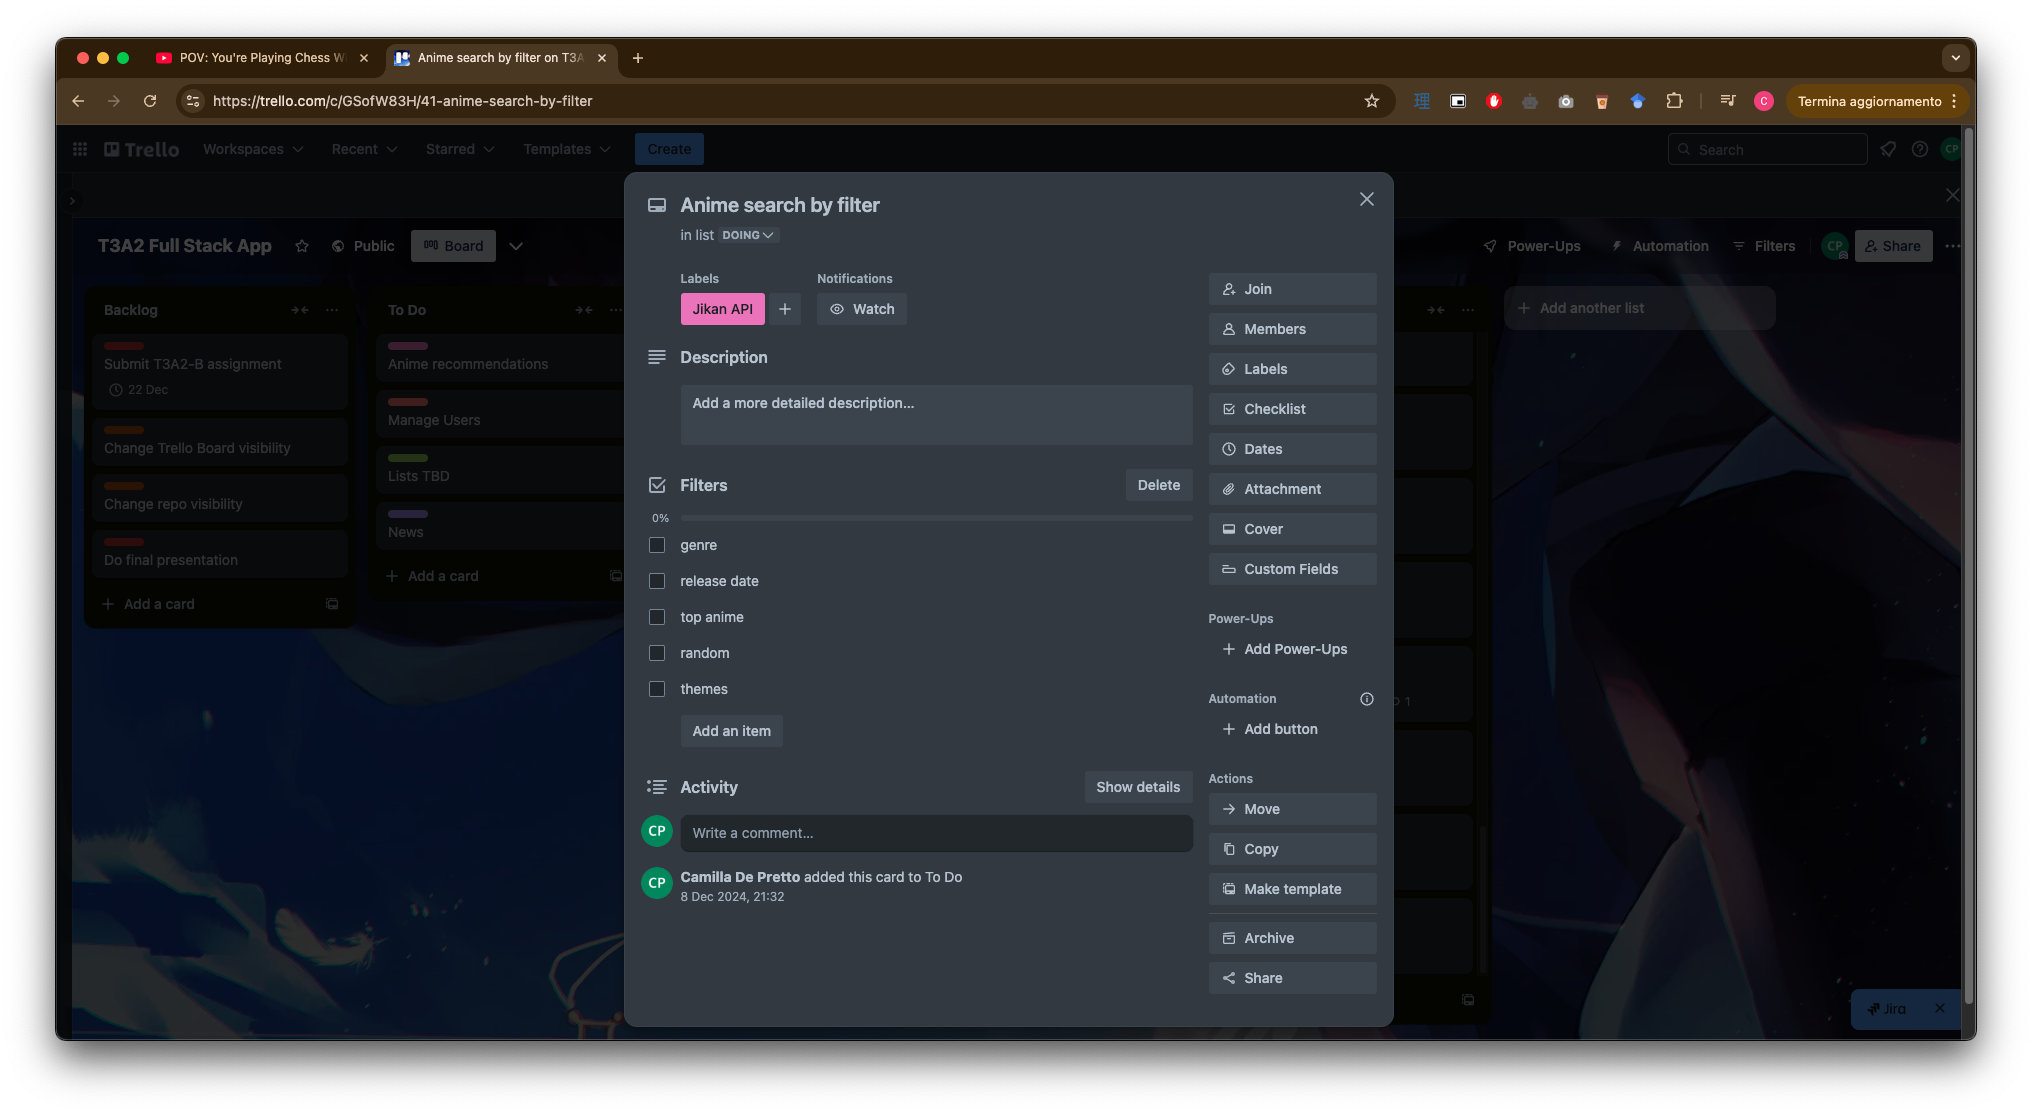 POV: You're Playing Chess Wi
Anime search by filter on T3A
https://trello.com/c/GSofW83H/41-anime-search-by-filter
C
Termina aggiornamento
Trello
Workspaces
Recent
Starred
Templates
Create
Search
CP
T3A2 Full Stack App
Public
Board
Power-Ups
Automation
Filters
CP
Share
Backlog
Submit T3A2-B assignment
22 Dec
Change Trello Board visibility
Change repo visibility
Do final presentation
Add a card
To Do
Anime recommendations
Manage Users
Lists TBD
News
Add a card
Anime search by filter
in list DOING
Labels
Jikan API
Notifications
Watch
Description
Add a more detailed description...
Filters
Delete
0%
genre
release date
top anime
random
themes
Add an item
Activity
Show details
CP
Write a comment...
CP
Camilla De Pretto added this card to To Do
8 Dec 2024, 21:32
Join
Members
Labels
Checklist
Dates
Attachment
Cover
Custom Fields
Power-Ups
Add Power-Ups
Automation
Add button
Actions
Move
Copy
Make template
Archive
Share
1
Add another list
Jira